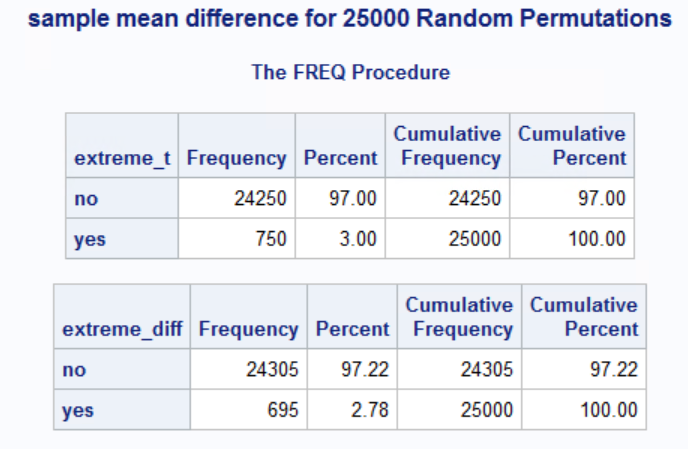 sample mean difference for 25000 Random Permutations
The FREQ Procedure
Cumulative Cumulative
extreme_t Frequency Percent Frequency Percent
no 24250 97.00 24250 97.00
yes 750 3.00 25000 100.00
Cumulative Cumulative
extreme_diff Frequency Percent Frequency Percent
no 24305 97.22 24305 97.22
yes 695 2.78 25000 100.00